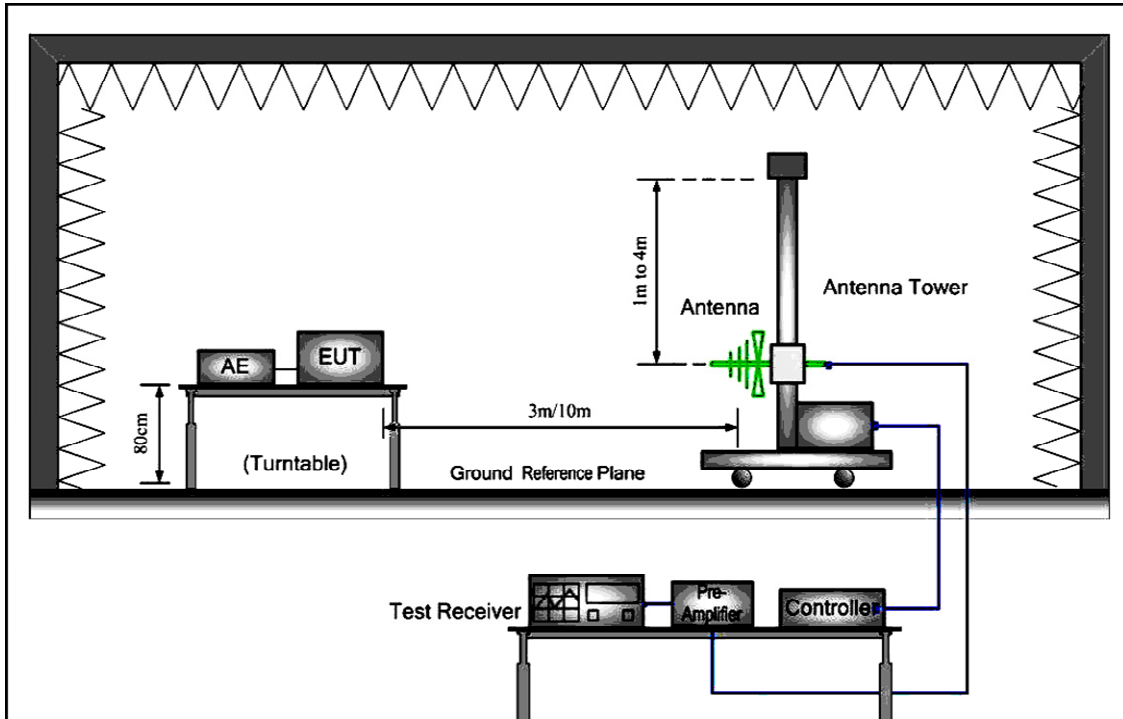 1m to 4m
Antenna
Antenna Tower
AE
EUT
80cm
3m/10m
(Turntable)
Ground Reference Plane
Test Receiver
Pre-
Amplifier
Controller